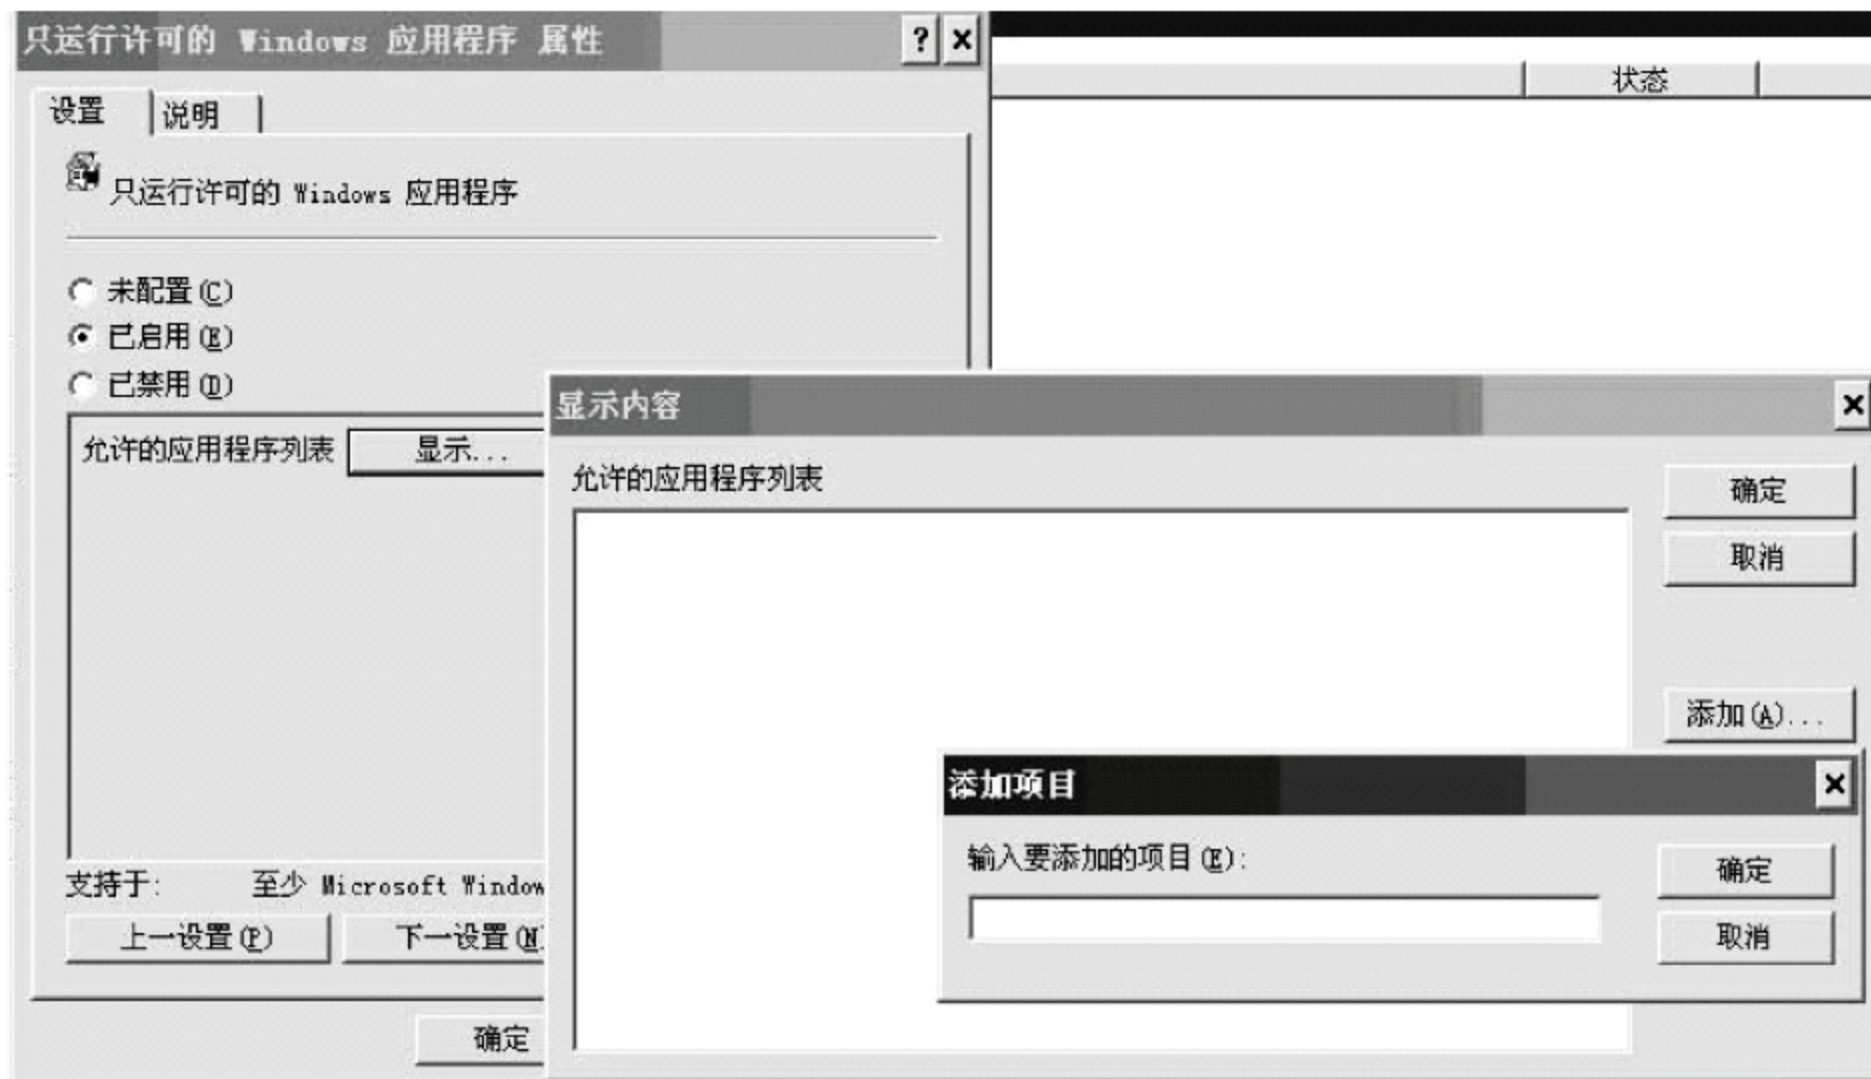 只运行许可的 Windows 应用程序 属性
状态
设置
说明
只运行许可的 Windows 应用程序
未配置(C)
已启用(E)
已禁用(D)
允许的应用程序列表
显示...
支持于:
至少 Microsoft Window
上一设置(P)
下一设置(N
确定
显示内容
允许的应用程序列表
确定
取消
添加(A)...
添加项目
输入要添加的项目(E):
确定
取消